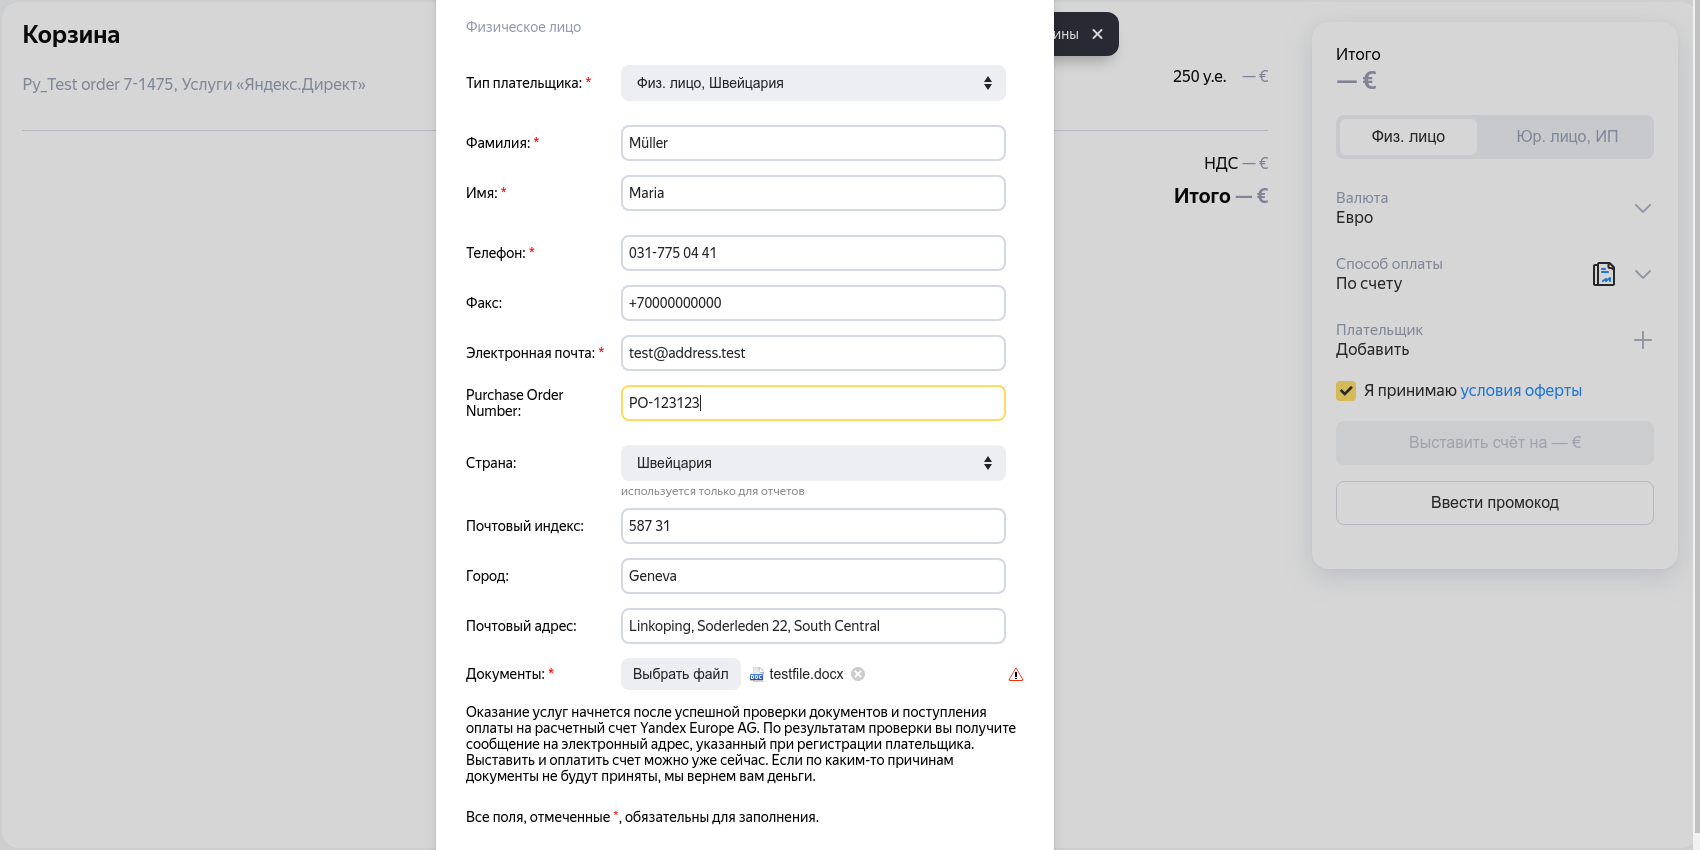 Корзина
Py_Test order 7-1475, Услуги «Яндекс.Директ»
250 у.е. — €
НДС — €
Итого — €
Физическое лицо
Тип плательщика: * Физ. лицо, Швейцария
Фамилия: * Müller
Имя: * Maria
Телефон: * 031-775 04 41
Факс: +70000000000
Электронная почта: * test@address.test
Purchase Order
Number: PO-123123
Страна: Швейцария
используется только для отчетов
Почтовый индекс: 587 31
Город: Geneva
Почтовый адрес: Linkoping, Soderleden 22, South Central
Документы: * Выбрать файл testfile.docx
Оказание услуг начнется после успешной проверки документов и поступления
оплаты на расчетный счет Yandex Europe AG. По результатам проверки вы получите
сообщение на электронный адрес, указанный при регистрации плательщика.
Выставить и оплатить счет можно уже сейчас. Если по каким-то причинам
документы не будут приняты, мы вернем вам деньги.
Все поля, отмеченные *, обязательны для заполнения.
Итого
— €
Физ. лицо Юр. лицо, ИП
Валюта
Евро
Способ оплаты
По счету
Плательщик
Добавить
Я принимаю условия оферты
Выставить счёт на — €
Ввести промокод